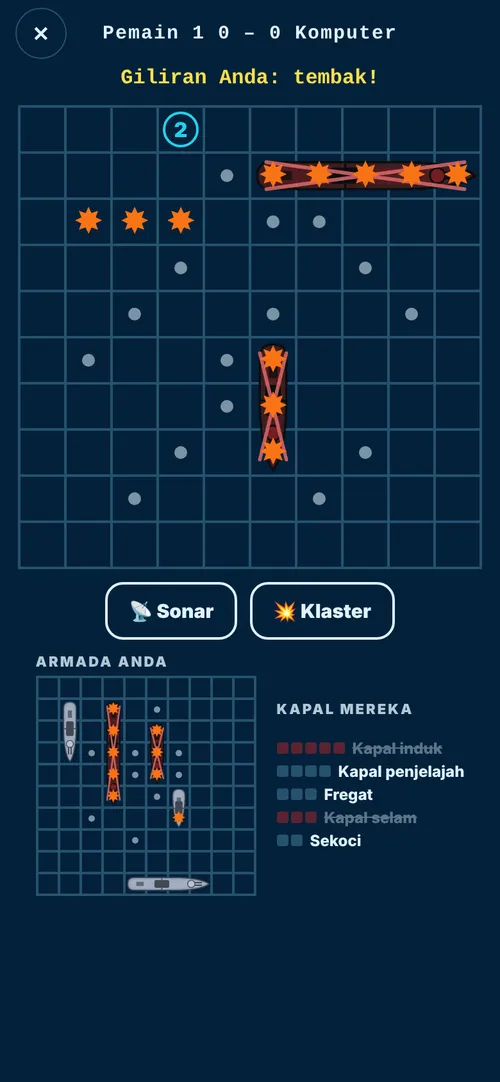 ×
Pemain 1 0 – 0 Komputer
Giliran Anda: tembak!
2
Sonar
Klaster
ARMADA ANDA
KAPAL MEREKA
Kapal induk
Kapal penjelajah
Fregat
Kapal selam
Sekoci